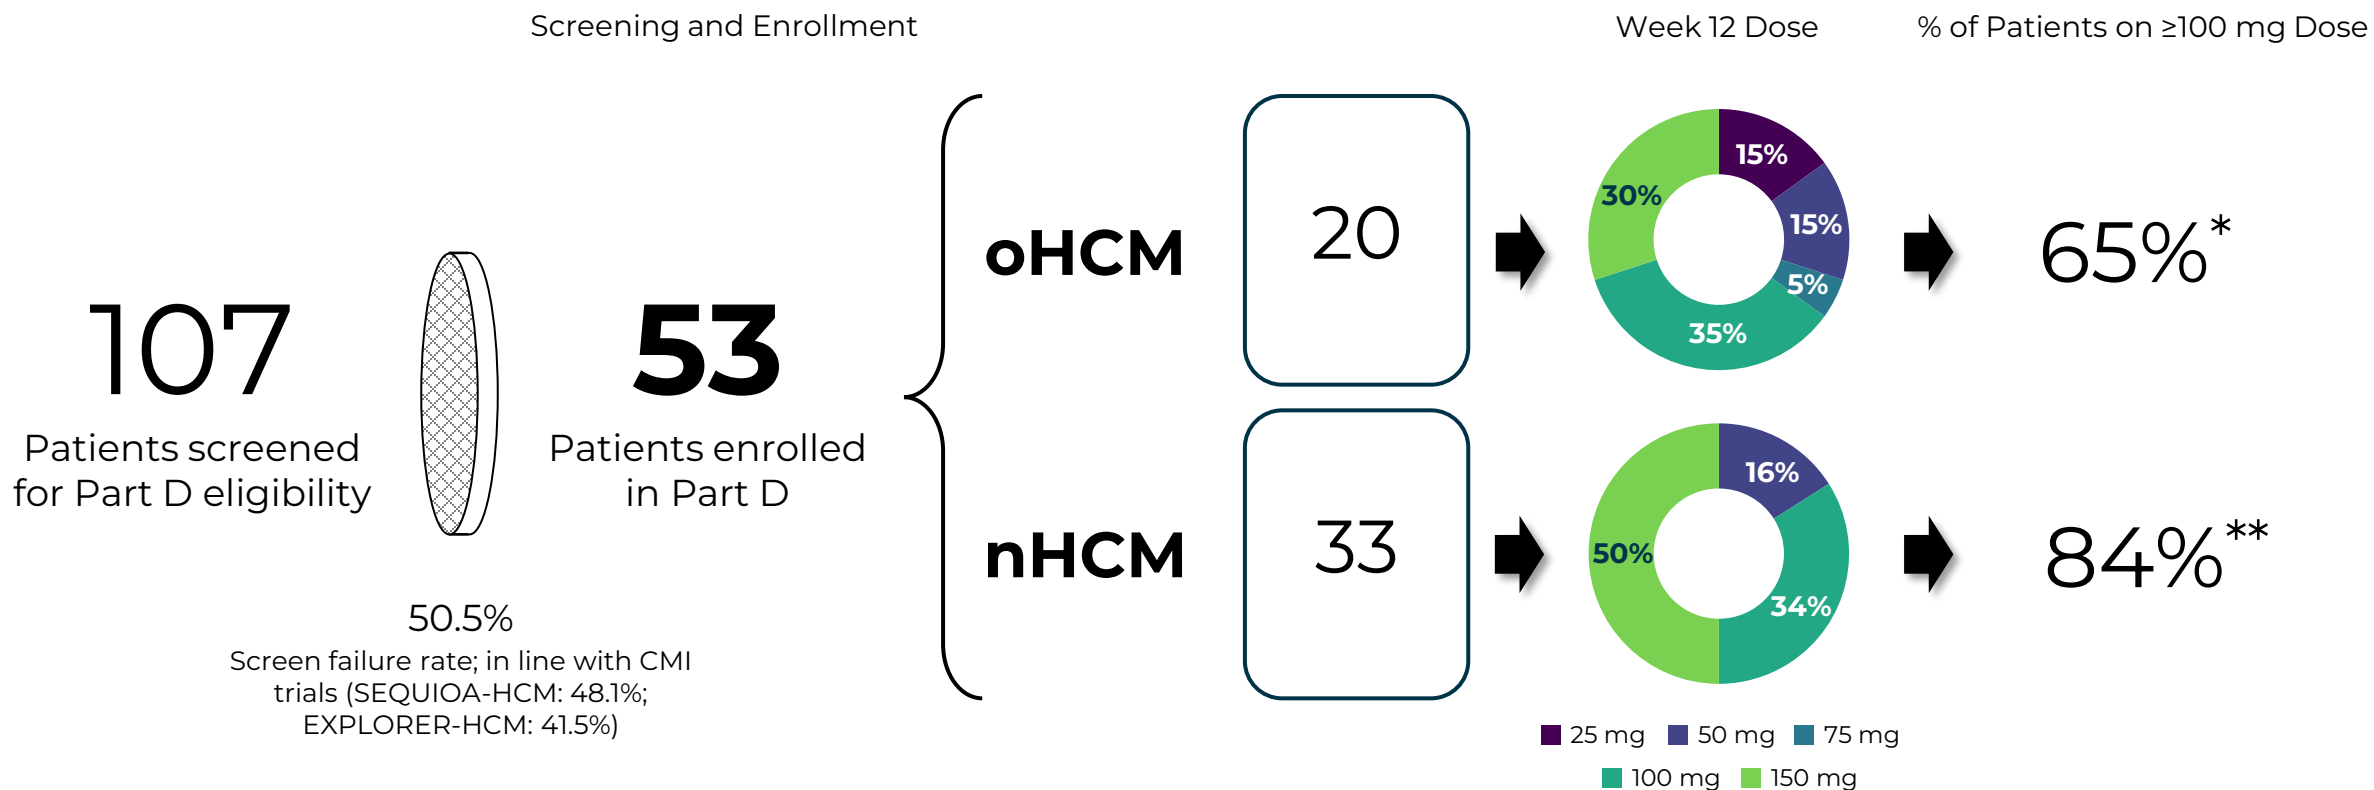 Screening and Enrollment
Week 12 Dose
% of Patients on ≥100 mg Dose
107
Patients screened
for Part D eligibility
53
Patients enrolled
in Part D
50.5%
Screen failure rate; in line with CMI
trials (SEQUIOA-HCM: 48.1%;
EXPLORER-HCM: 41.5%)
oHCM
20
15%
15%
5%
35%
30%
65%*
nHCM
33
16%
34%
50%
84%**
25 mg
50 mg
75 mg
100 mg
150 mg